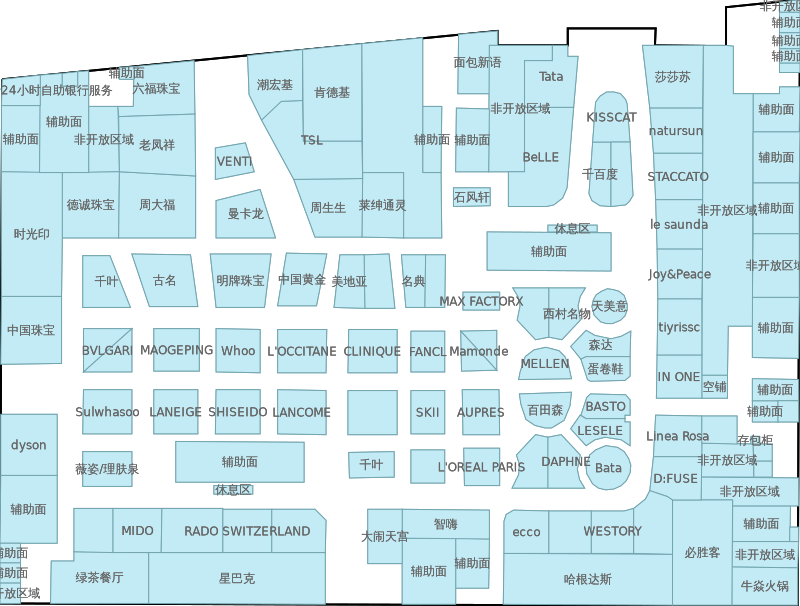 非开放区
辅助面
辅助面
辅助面
面包新语
Tata
莎莎苏
辅助面
24小时自助银行服务
六福珠宝
潮宏基
肯德基
非开放区域
KISSCAT
辅助面
辅助面
辅助面
非开放区域
老凤祥
TSL
辅助面
辅助面
natursun
VENTI
BeLLE
千百度
STACCATO
辅助面
时光印
德诚珠宝
周大福
曼卡龙
周生生
莱绅通灵
石风轩
非开放区域
辅助面
休息区
le saunda
辅助面
千叶
古名
明牌珠宝
中国黄金
美地亚
名典
Joy&Peace
非开放区域
MAX FACTORX
西村名物
天美意
中国珠宝
tiyrissc
辅助面
BVLGARI
MAOGEPING
Whoo
L'OCCITANE
CLINIQUE
FANCL
Mamonde
森达
MELLEN
蛋卷鞋
IN ONE
空铺
辅助面
Sulwhasoo
LANEIGE
SHISEIDO
LANCOME
SKII
AUPRES
百田森
BASTO
辅助面
LESELE
Linea Rosa
存包柜
dyson
薇姿/理肤泉
辅助面
千叶
L'OREAL PARIS
DAPHNE
Bata
非开放区域
D:FUSE
休息区
非开放区域
辅助面
MIDO
RADO SWITZERLAND
大闹天宫
智嗨
ecco
WESTORY
辅助面
辅助面
必胜客
非开放区域
辅助面
绿茶餐厅
星巴克
辅助面
辅助面
哈根达斯
牛焱火锅
开放区域